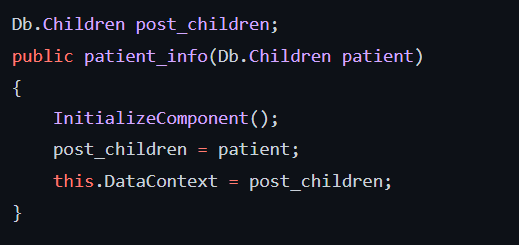 Db.Children post_children;
public patient_info(Db.Children patient)
{
InitializeComponent();
post_children = patient;
this.DataContext = post_children;
}